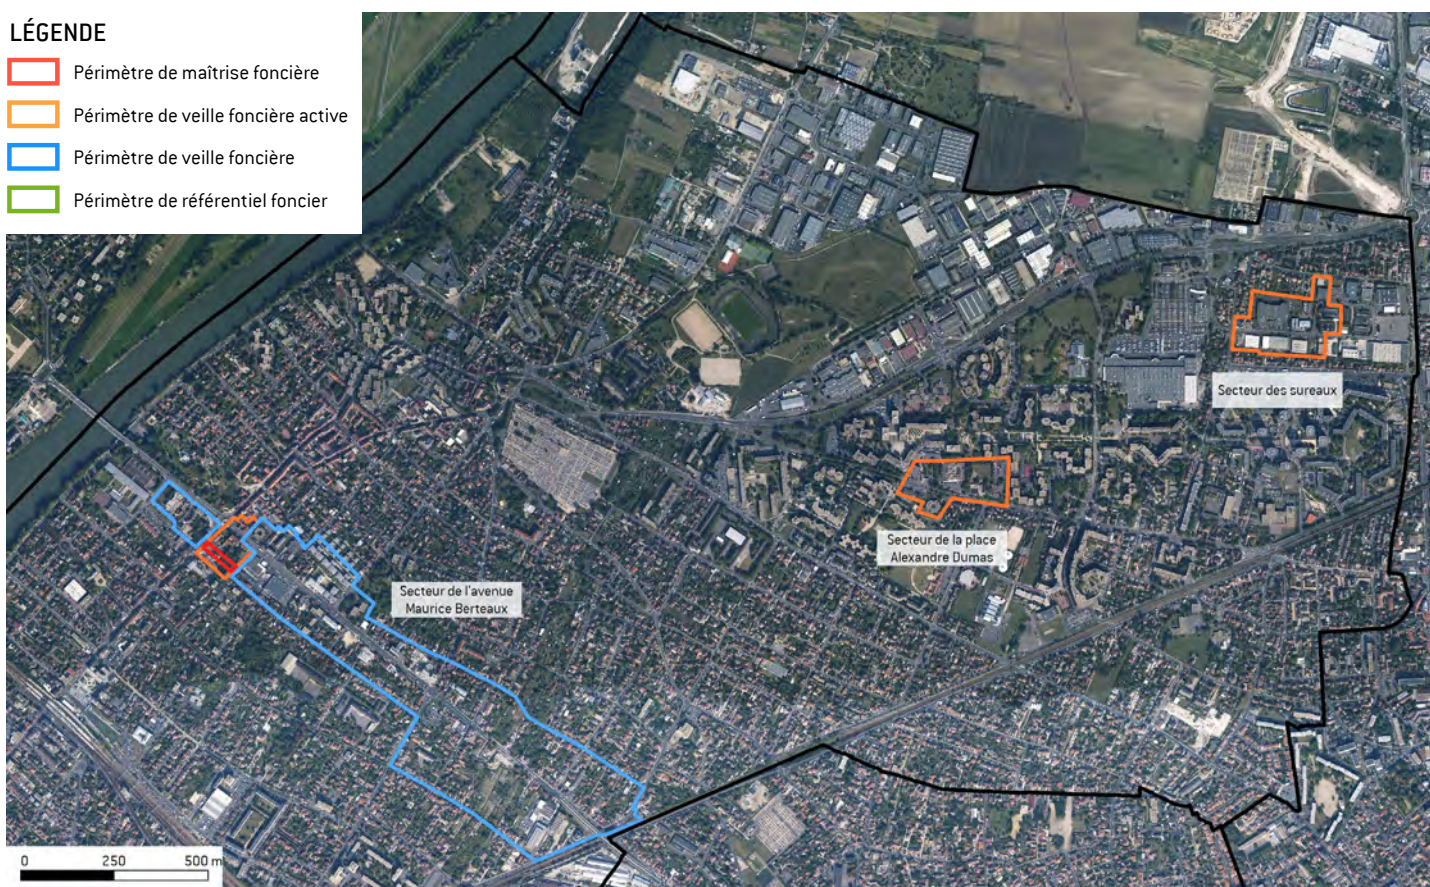 LÉGENDE
Périmètre de maîtrise foncière
Périmètre de veille foncière active
Périmètre de veille foncière
Périmètre de référentiel foncier
Secteur des sureaux
Secteur de la place
Alexandre Dumas
Secteur de l'avenue
Maurice Berteaux
0 250 500 m